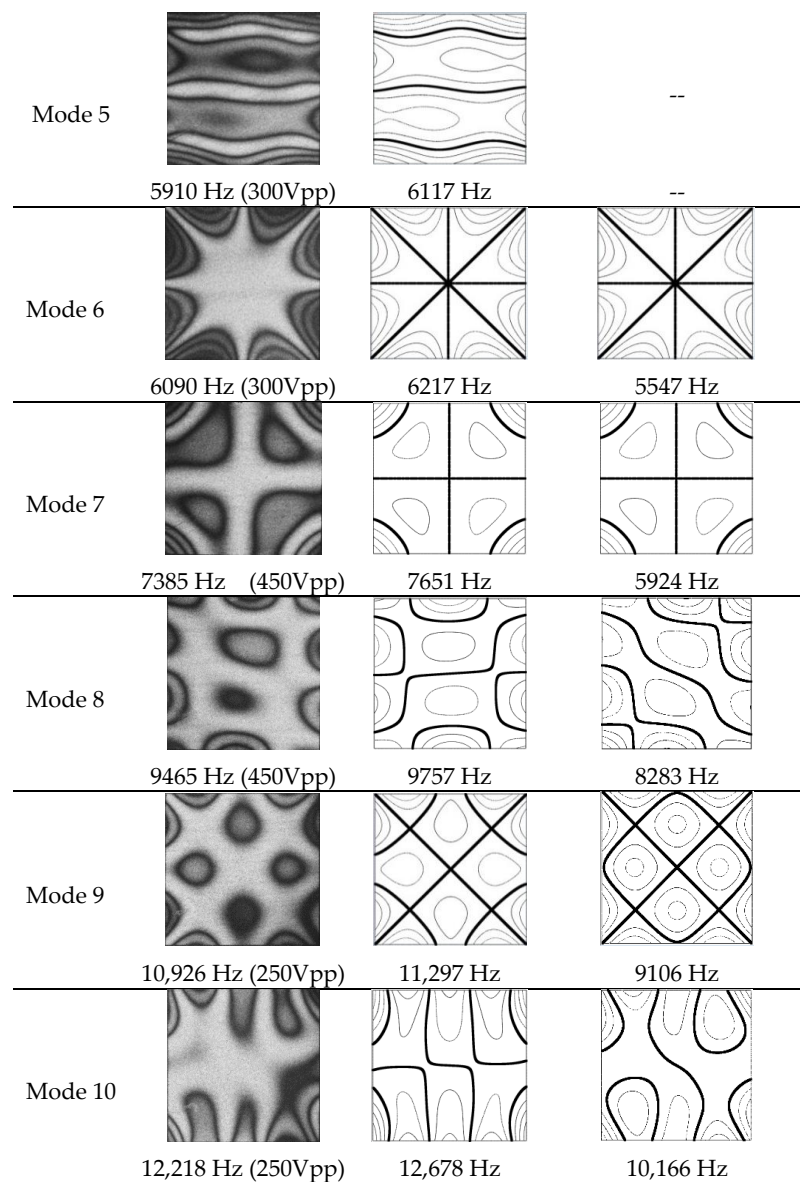 Mode 5
--
5910 Hz (300Vpp) 6117 Hz --
Mode 6
6090 Hz (300Vpp) 6217 Hz 5547 Hz
Mode 7
7385 Hz (450Vpp) 7651 Hz 5924 Hz
Mode 8
9465 Hz (450Vpp) 9757 Hz 8283 Hz
Mode 9
10,926 Hz (250Vpp) 11,297 Hz 9106 Hz
Mode 10
12,218 Hz (250Vpp) 12,678 Hz 10,166 Hz